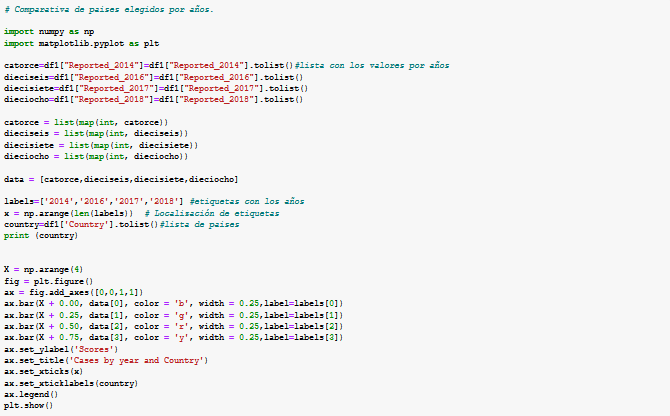 # Comparativa de paises elegidos por años.
import numpy as np
import matplotlib.pyplot as plt
catorce=df1["Reported_2014"]=df1["Reported_2014"].tolist()#lista con los valores por años
dieciseis=df1["Reported_2016"]=df1["Reported_2016"].tolist()
diecisiete=df1["Reported_2017"]=df1["Reported_2017"].tolist()
dieciocho=df1["Reported_2018"]=df1["Reported_2018"].tolist()
catorce = list(map(int, catorce))
dieciseis = list(map(int, dieciseis))
diecisiete = list(map(int, diecisiete))
dieciocho = list(map(int, dieciocho))
data = [catorce,dieciseis,diecisiete,dieciocho]
labels=['2014','2016','2017','2018'] #etiquetas con los años
x = np.arange(len(labels))  # Localización de etiquetas
country=df1['Country'].tolist()#lista de paises
print (country)
X = np.arange(4)
fig = plt.figure()
ax = fig.add_axes([0,0,1,1])
ax.bar(X + 0.00, data[0], color = 'b', width = 0.25,label=labels[0])
ax.bar(X + 0.25, data[1], color = 'g', width = 0.25,label=labels[1])
ax.bar(X + 0.50, data[2], color = 'r', width = 0.25,label=labels[2])
ax.bar(X + 0.75, data[3], color = 'y', width = 0.25,label=labels[3])
ax.set_ylabel('Scores')
ax.set_title('Cases by year and Country')
ax.set_xticks(x)
ax.set_xticklabels(country)
ax.legend()
plt.show()